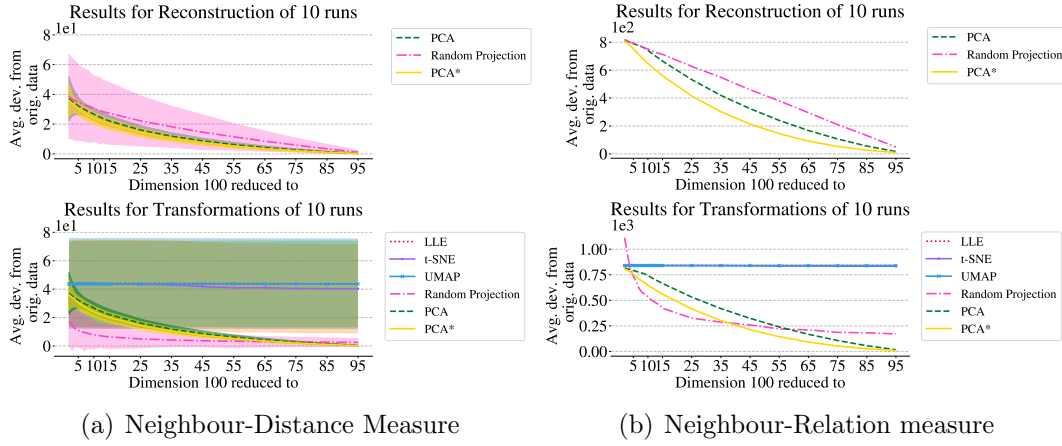 Results for Reconstruction of 10 runs
8e1
6
4
2
0
Avg. dev. from
orig. data
5 1015 25 35 45 55 65 75 85 95
Dimension 100 reduced to
PCA
Random Projection
PCA*
Results for Transformations of 10 runs
8e1
6
4
2
0
Avg. dev. from
orig. data
5 1015 25 35 45 55 65 75 85 95
Dimension 100 reduced to
LLE
t-SNE
UMAP
Random Projection
PCA
PCA*
(a) Neighbour-Distance Measure
Results for Reconstruction of 10 runs
8e2
6
4
2
0
Avg. dev. from
orig. data
5 1015 25 35 45 55 65 75 85 95
Dimension 100 reduced to
PCA
Random Projection
PCA*
Results for Transformations of 10 runs
1e3
1.00
0.75
0.50
0.25
0.00
Avg. dev. from
orig. data
5 1015 25 35 45 55 65 75 85 95
Dimension 100 reduced to
LLE
t-SNE
UMAP
Random Projection
PCA
PCA*
(b) Neighbour-Relation measure